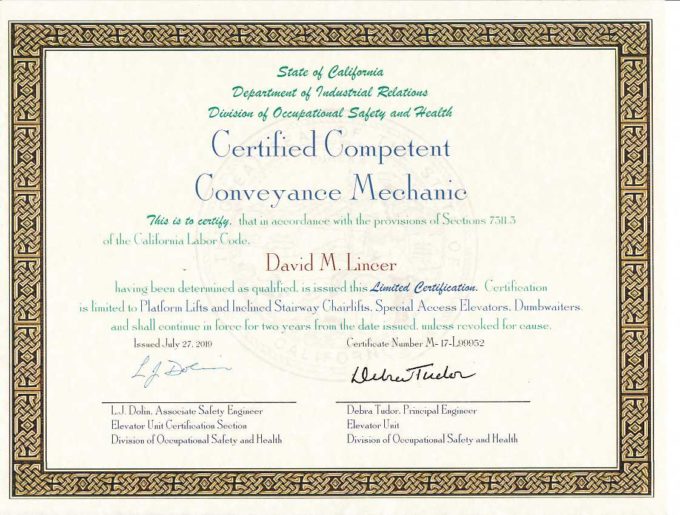 State of California
Department of Industrial Relations
Division of Occupational Safety and Health
Certified Competent
Conveyance Mechanic
This is to certify, that in accordance with the provisions of Sections 7311.3
of the California Labor Code.
David M. Lincer
having been determined as qualified, is issued this Limited Certification. Certification
is limited to Platform Lifts and Inclined Stairway Chairlifts, Special Access Elevators, Dumbwaiters
and shall continue in force for two years from the date issued, unless revoked for cause.
Issued July 27, 2019 Certificate Number M- 17-L99952
L.J. Dolin Debra Tudor
L.J. Dolin, Associate Safety Engineer Debra Tudor, Principal Engineer
Elevator Unit Certification Section Elevator Unit
Division of Occupational Safety and Health Division of Occupational Safety and Health